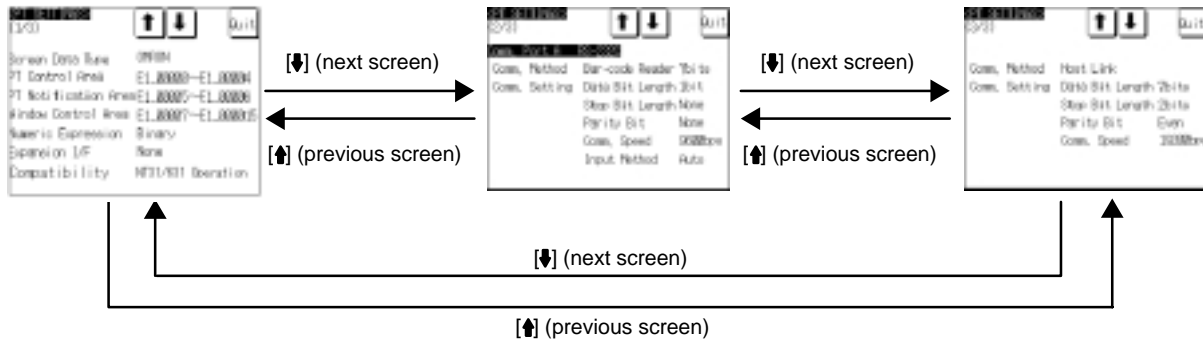 PT SETTINGS
(1/3)
Quit
Screen Data Name OMRON
PT Control Area E1_00000~E1_00004
PT Notification Area E1_00005~E1_00006
Window Control Area E1_00007~E1_00015
Numeric Expression Binary
Expansion I/F None
Compatibility NT31/631 Operation
[⬇] (next screen)
[⬆] (previous screen)
PT SETTINGS
(2/3)
Quit
Comm. Port A
Comm. Method Bar-code Reader 7bits
Comm. Setting Data Bit Length 1bit
Stop Bit Length None
Parity Bit None
Comm. Speed 9600bps
Input Method Auto
[⬇] (next screen)
[⬆] (previous screen)
PT SETTINGS
(3/3)
Quit
Comm. Method Host Link
Comm. Setting Data Bit Length 7bits
Stop Bit Length 2bits
Parity Bit Even
Comm. Speed
[⬇] (next screen)
[⬆] (previous screen)